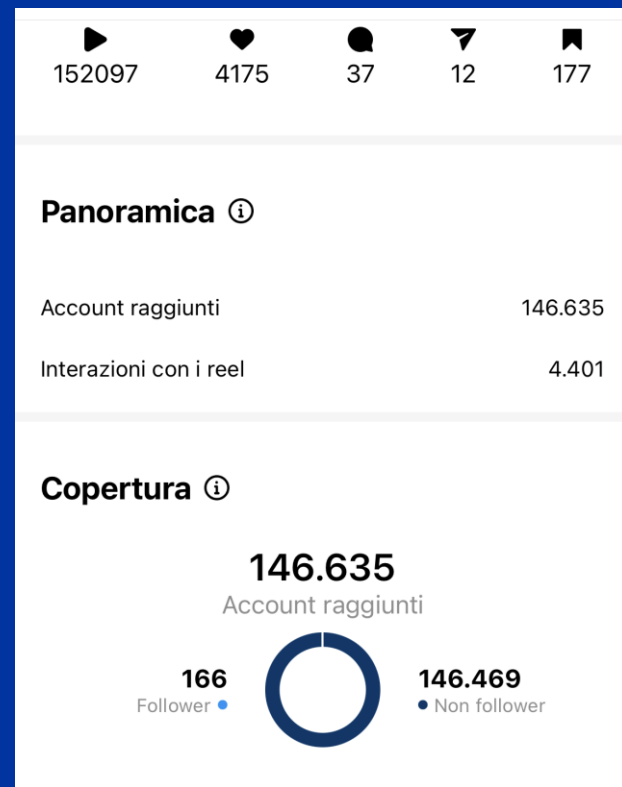 152097 4175 37 12 177
Panoramica
Account raggiunti 146.635
Interazioni con i reel 4.401
Copertura
146.635
Account raggiunti
166 146.469
Follower Non follower